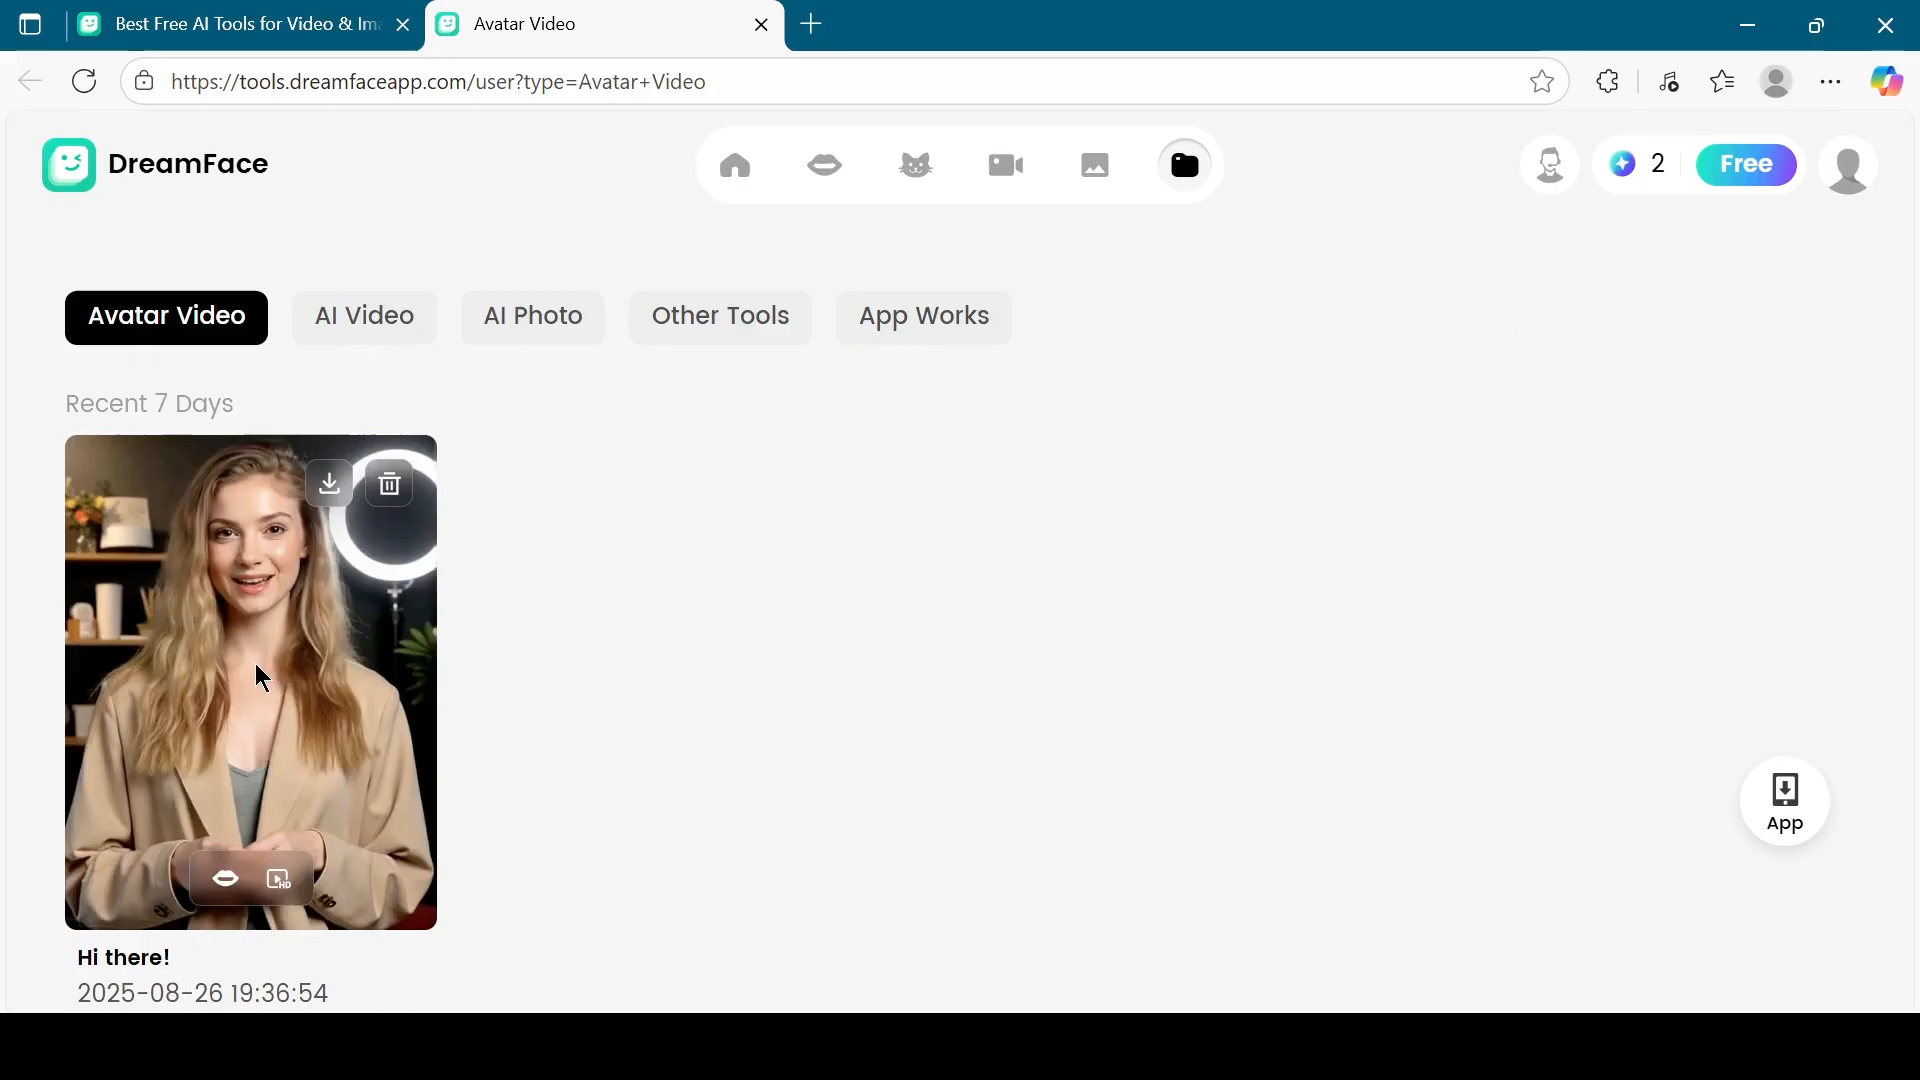 Best Free AI Tools for Video & Im
Avatar Video
https://tools.dreamfaceapp.com/user?type=Avatar+Video
DreamFace
2
Free
Avatar Video
AI Video
AI Photo
Other Tools
App Works
Recent 7 Days
HD
App
Hi there!
2025-08-26 19:36:54